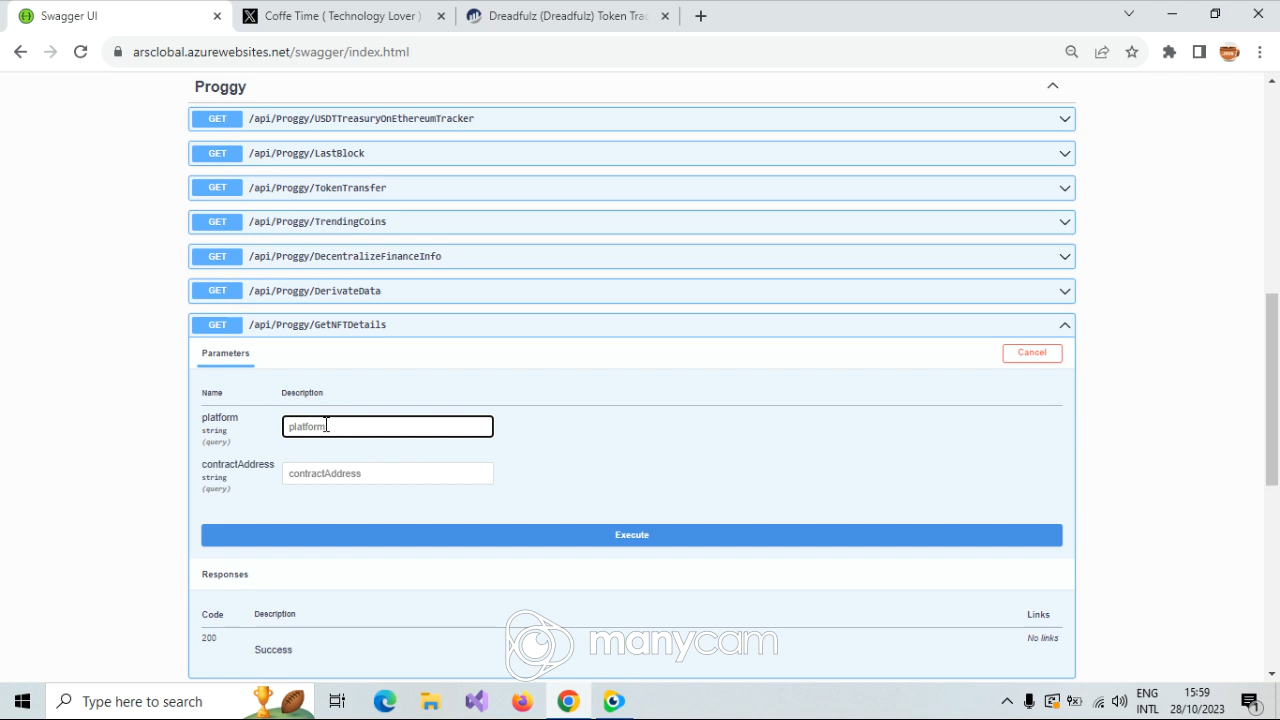 Swagger UI
Coffe Time ( Technology Lover )
Dreadfulz (Dreadfulz) Token Trac
arsclobal.azurewebsites.net/swagger/index.html
Proggy
GET /api/Proggy/USDTTreasuryOnEthereumTracker
GET /api/Proggy/LastBlock
GET /api/Proggy/TokenTransfer
GET /api/Proggy/TrendingCoins
GET /api/Proggy/DecentralizeFinanceInfo
GET /api/Proggy/DerivateData
GET /api/Proggy/GetNFTDetails
Parameters
Cancel
Name Description
platform
string
(query)
platform
contractAddress
string
(query)
contractAddress
Execute
Responses
Code Description Links
200 Success No links
manycam
Type here to search
ENG
INTL
15:59
28/10/2023
1